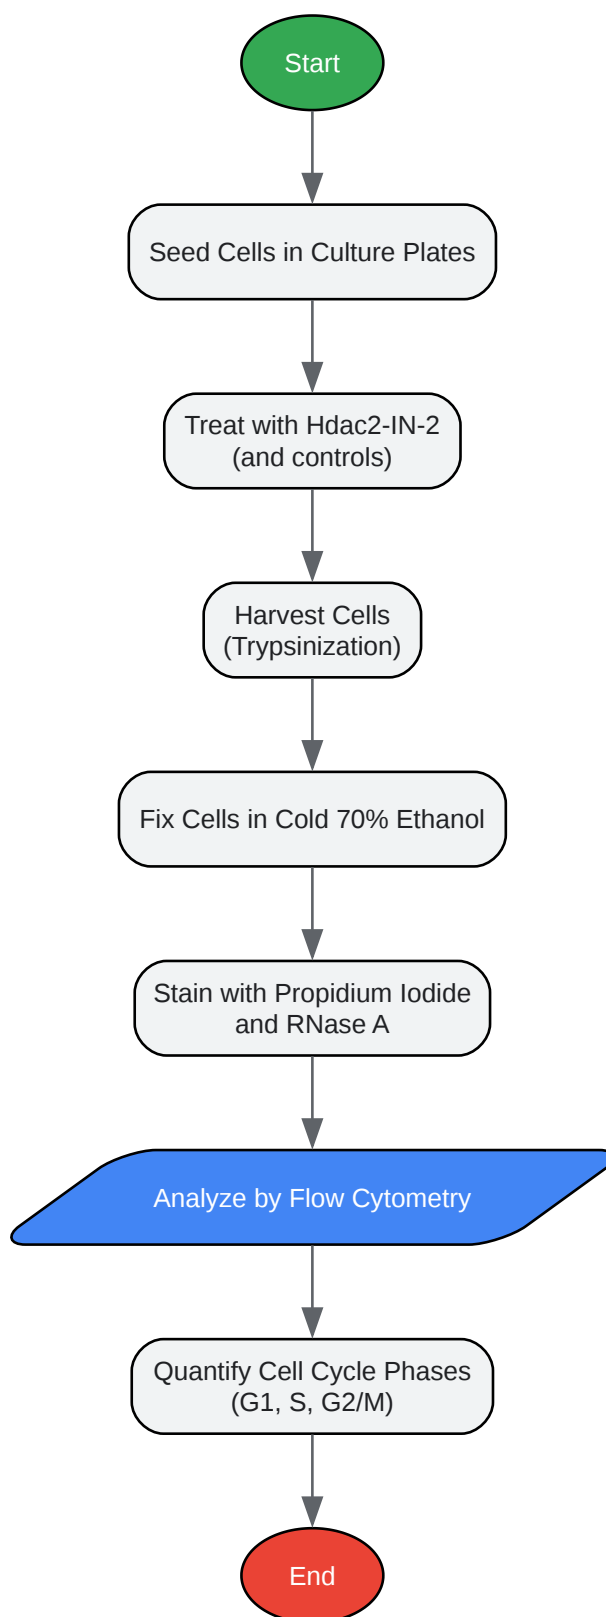 Start
Seed Cells in Culture Plates
Treat with Hdac2-IN-2
(and controls)
Harvest Cells
(Trypsinization)
Fix Cells in Cold 70% Ethanol
Stain with Propidium Iodide
and RNase A
Analyze by Flow Cytometry
Quantify Cell Cycle Phases
(G1, S, G2/M)
End